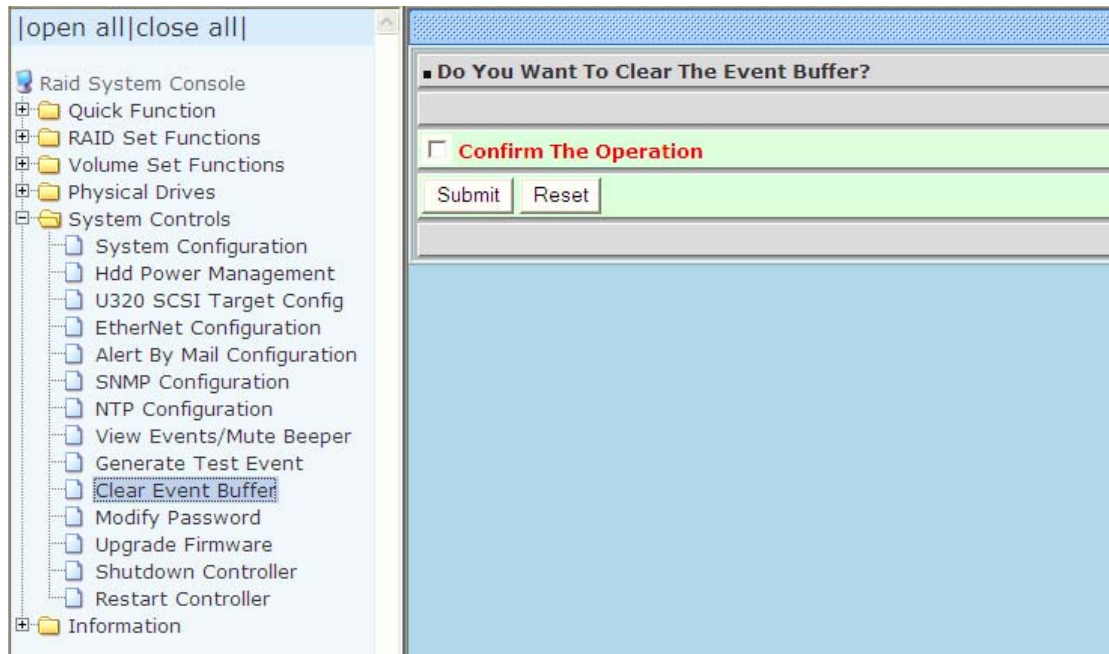 |open all|close all|
Raid System Console
Quick Function
RAID Set Functions
Volume Set Functions
Physical Drives
System Controls
System Configuration
Hdd Power Management
U320 SCSI Target Config
EtherNet Configuration
Alert By Mail Configuration
SNMP Configuration
NTP Configuration
View Events/Mute Beeper
Generate Test Event
Clear Event Buffer
Modify Password
Upgrade Firmware
Shutdown Controller
Restart Controller
Information
Do You Want To Clear The Event Buffer?
Confirm The Operation
Submit Reset